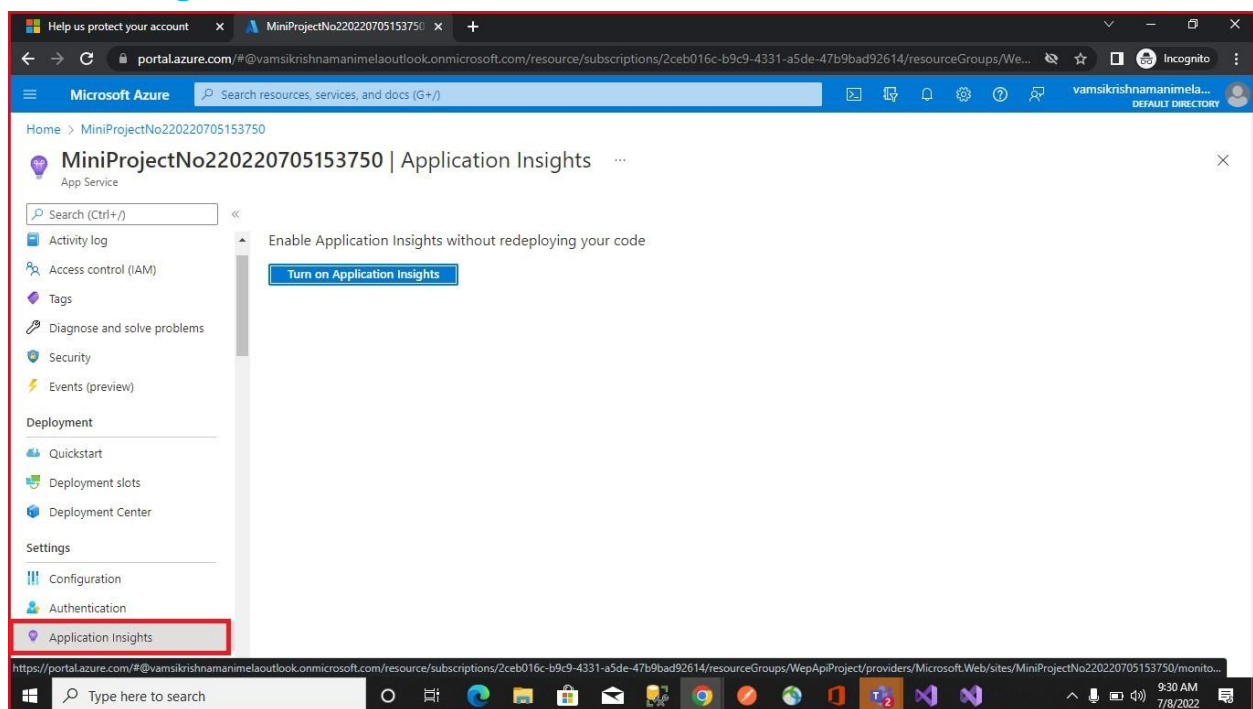 Help us protect your account
MiniProjectNo220220705153750
portal.azure.com/#@vamsikrishnamanimelaoutlook.onmicrosoft.com/resource/subscriptions/2ceb016c-b9c9-4331-a5de-47b9bad92614/resourceGroups/We...
Incognito
Microsoft Azure
Search resources, services, and docs (G+/)
vamsikrishnamanimela...
DEFAULT DIRECTORY
Home > MiniProjectNo220220705153750
MiniProjectNo220220705153750 | Application Insights ...
App Service
Search (Ctrl+/)
Activity log
Access control (IAM)
Tags
Diagnose and solve problems
Security
Events (preview)
Deployment
Quickstart
Deployment slots
Deployment Center
Settings
Configuration
Authentication
Application Insights
Enable Application Insights without redeploying your code
Turn on Application Insights
https://portal.azure.com/#@vamsikrishnamanimelaoutlook.onmicrosoft.com/resource/subscriptions/2ceb016c-b9c9-4331-a5de-47b9bad92614/resourceGroups/WepApiProject/providers/Microsoft.Web/sites/MiniProjectNo220220705153750/monito...
Type here to search
9:30 AM
7/8/2022